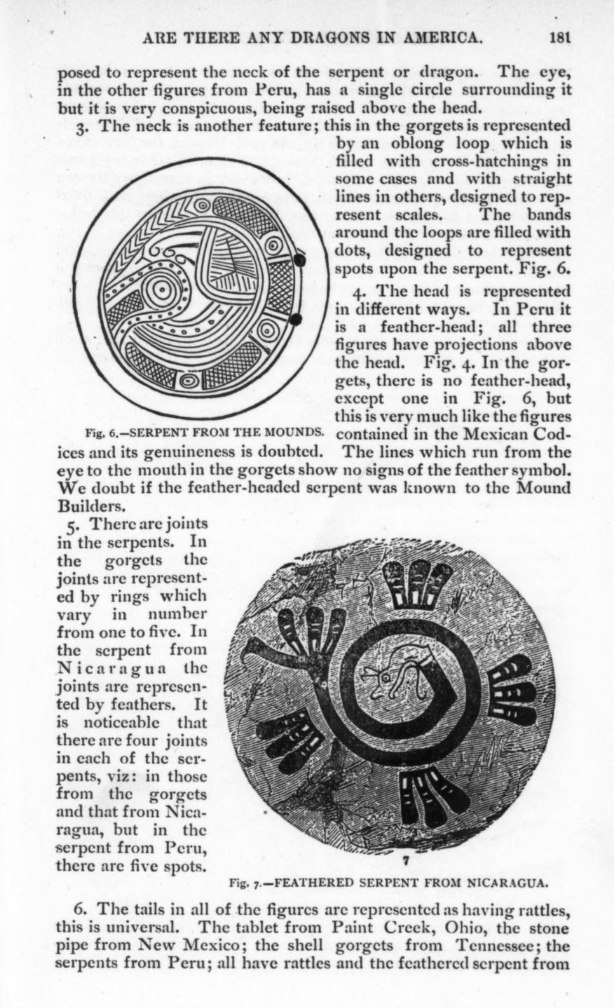 ARE THERE ANY DRAGONS IN AMERICA. 181
posed to represent the neck of the serpent or dragon. The eye,
in the other figures from Peru, has a single circle surrounding it
but it is very conspicuous, being raised above the head.
3. The neck is another feature; this in the gorgets is represented
by an oblong loop which is
filled with cross-hatchings in
some cases and with straight
lines in others, designed to rep-
resent scales. The bands
around the loops are filled with
dots, designed to represent
spots upon the serpent. Fig. 6.
4. The head is represented
in different ways. In Peru it
is a feather-head; all three
figures have projections above
the head. Fig. 4. In the gor-
gets, there is no feather-head,
except one in Fig. 6, but
this is very much like the figures
Fig. 6.—SERPENT FROM THE MOUNDS.
contained in the Mexican Cod-
ices and its genuineness is doubted. The lines which run from the
eye to the mouth in the gorgets show no signs of the feather symbol.
We doubt if the feather-headed serpent was known to the Mound
Builders.
5. There are joints
in the serpents. In
the gorgets the
joints are represent-
ed by rings which
vary in number
from one to five. In
the serpent from
Nicaragua the
joints are represen-
ted by feathers. It
is noticeable that
there are four joints
in each of the ser-
pents, viz: in those
from the gorgets
and that from Nica-
ragua, but in the
serpent from Peru,
there are five spots.
7
Fig. 7.—FEATHERED SERPENT FROM NICARAGUA.
6. The tails in all of the figures are represented as having rattles,
this is universal. The tablet from Paint Creek, Ohio, the stone
pipe from New Mexico; the shell gorgets from Tennessee; the
serpents from Peru; all have rattles and the feathered serpent from